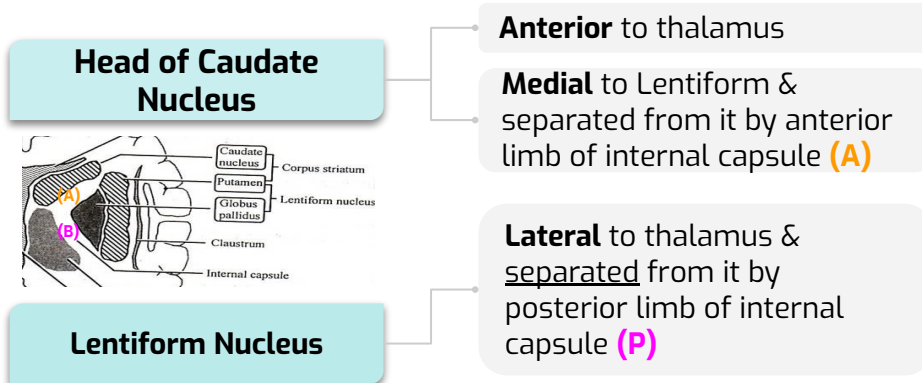 Head of Caudate
Nucleus
Anterior to thalamus
Medial to Lentiform &
separated from it by anterior
limb of internal capsule (A)
Caudate
nucleus
Corpus striatum
Putamen
Lentiform nucleus
Globus
pallidus
Claustrum
Internal capsule
(A)
(B)
Lentiform Nucleus
Lateral to thalamus &
separated from it by
posterior limb of internal
capsule (P)